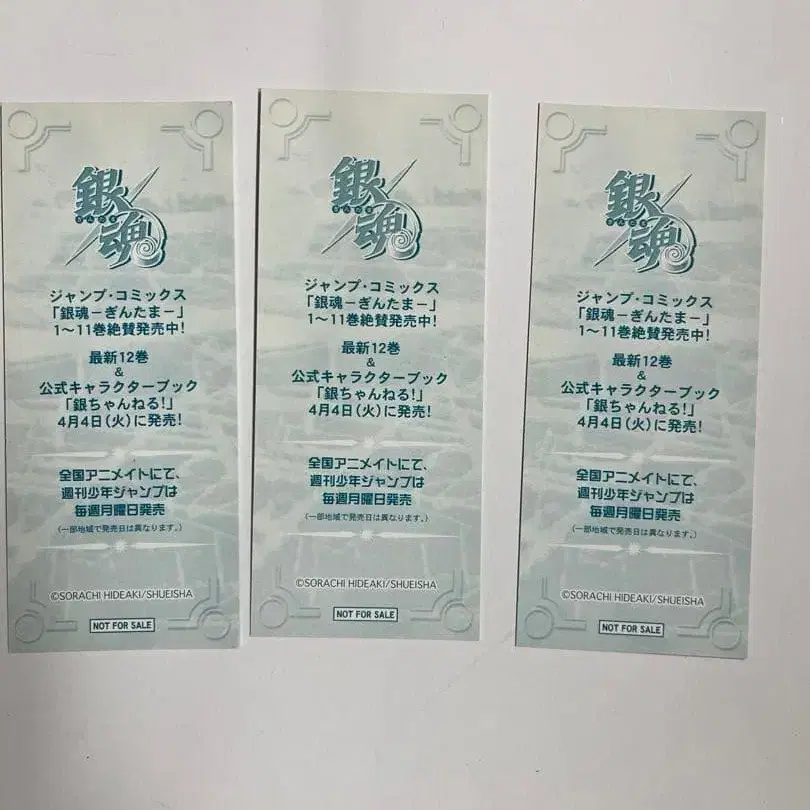 銀魂
ジャンプ・コミックス
「銀魂－ぎんたま－」
1〜11巻絶賛発売中!
最新12巻
&
公式キャラクターブック
「銀ちゃんねる!」
4月4日(火)に発売!
全国アニメイトにて、
週刊少年ジャンプは
毎週月曜日発売
(一部地域で発売日は異なります。)
©SORACHI HIDEAKI/SHUEISHA
NOT FOR SALE
銀魂
ジャンプ・コミックス
「銀魂－ぎんたま－」
1〜11巻絶賛発売中!
最新12巻
&
公式キャラクターブック
「銀ちゃんねる!」
4月4日(火)に発売!
全国アニメイトにて、
週刊少年ジャンプは
毎週月曜日発売
(一部地域で発売日は異なります。)
©SORACHI HIDEAKI/SHUEISHA
NOT FOR SALE
銀魂
ジャンプ・コミックス
「銀魂－ぎんたま－」
1〜11巻絶賛発売中!
最新12巻
&
公式キャラクターブック
「銀ちゃんねる!」
4月4日(火)に発売!
全国アニメイトにて、
週刊少年ジャンプは
毎週月曜日発売
(一部地域で発売日は異なります。)
©SORACHI HIDEAKI/SHUEISHA
NOT FOR SALE